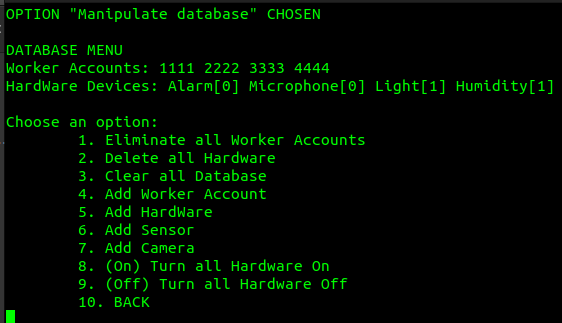 OPTION "Manipulate database" CHOSEN
DATABASE MENU
Worker Accounts: 1111 2222 3333 4444
HardWare Devices: Alarm[0] Microphone[0] Light[1] Humidity[1]
Choose an option:
1. Eliminate all Worker Accounts
2. Delete all Hardware
3. Clear all Database
4. Add Worker Account
5. Add HardWare
6. Add Sensor
7. Add Camera
8. (On) Turn all Hardware On
9. (Off) Turn all Hardware Off
10. BACK